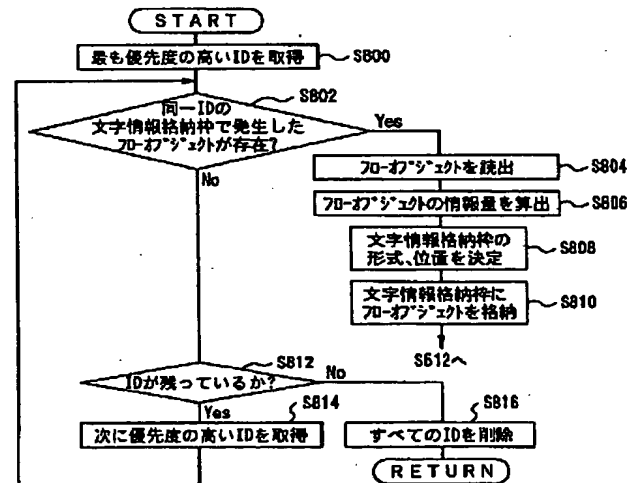 START
最も優先度の高いIDを取得
S800
S802
同一IDの
文字情報格納枠で発生した
フローオブジェクトが存在?
Yes
No
フローオブジェクトを読出
S804
フローオブジェクトの情報量を算出
S806
文字情報格納枠の
形式、位置を決定
S808
文字情報格納枠に
フローオブジェクトを格納
S810
S612へ
S812
IDが残っているか?
No
Yes
S814
S816
次に優先度の高いIDを取得
すべてのIDを削除
RETURN